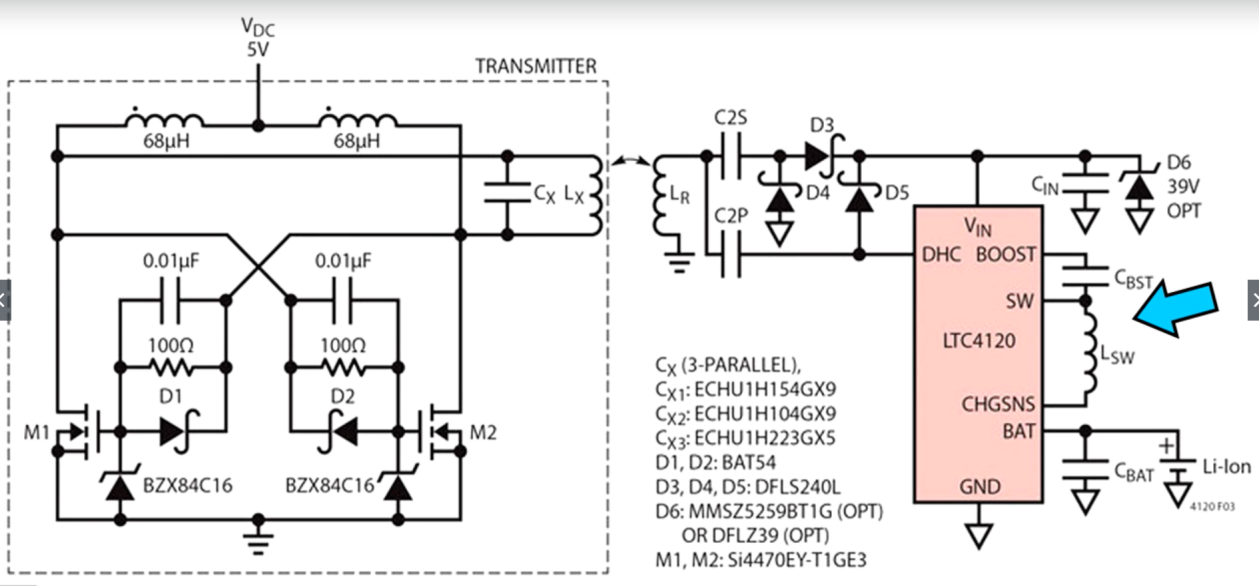 VDC
5V
TRANSMITTER
68µH
68µH
CX LX
LR
C2S
C2P
D3
D4
D5
CIN
D6
39V
OPT
0.01µF
0.01µF
100Ω
100Ω
D1
D2
M1
M2
BZX84C16
BZX84C16
VIN
DHC BOOST
SW
LTC4120
CHGSNS
BAT
GND
CBST
LSW
CBAT
+
Li-Ion
4120 F03
CX (3-PARALLEL),
CX1: ECHU1H154GX9
CX2: ECHU1H104GX9
CX3: ECHU1H223GX5
D1, D2: BAT54
D3, D4, D5: DFLS240L
D6: MMSZ5259BT1G (OPT)
OR DFLZ39 (OPT)
M1, M2: Si4470EY-T1GE3